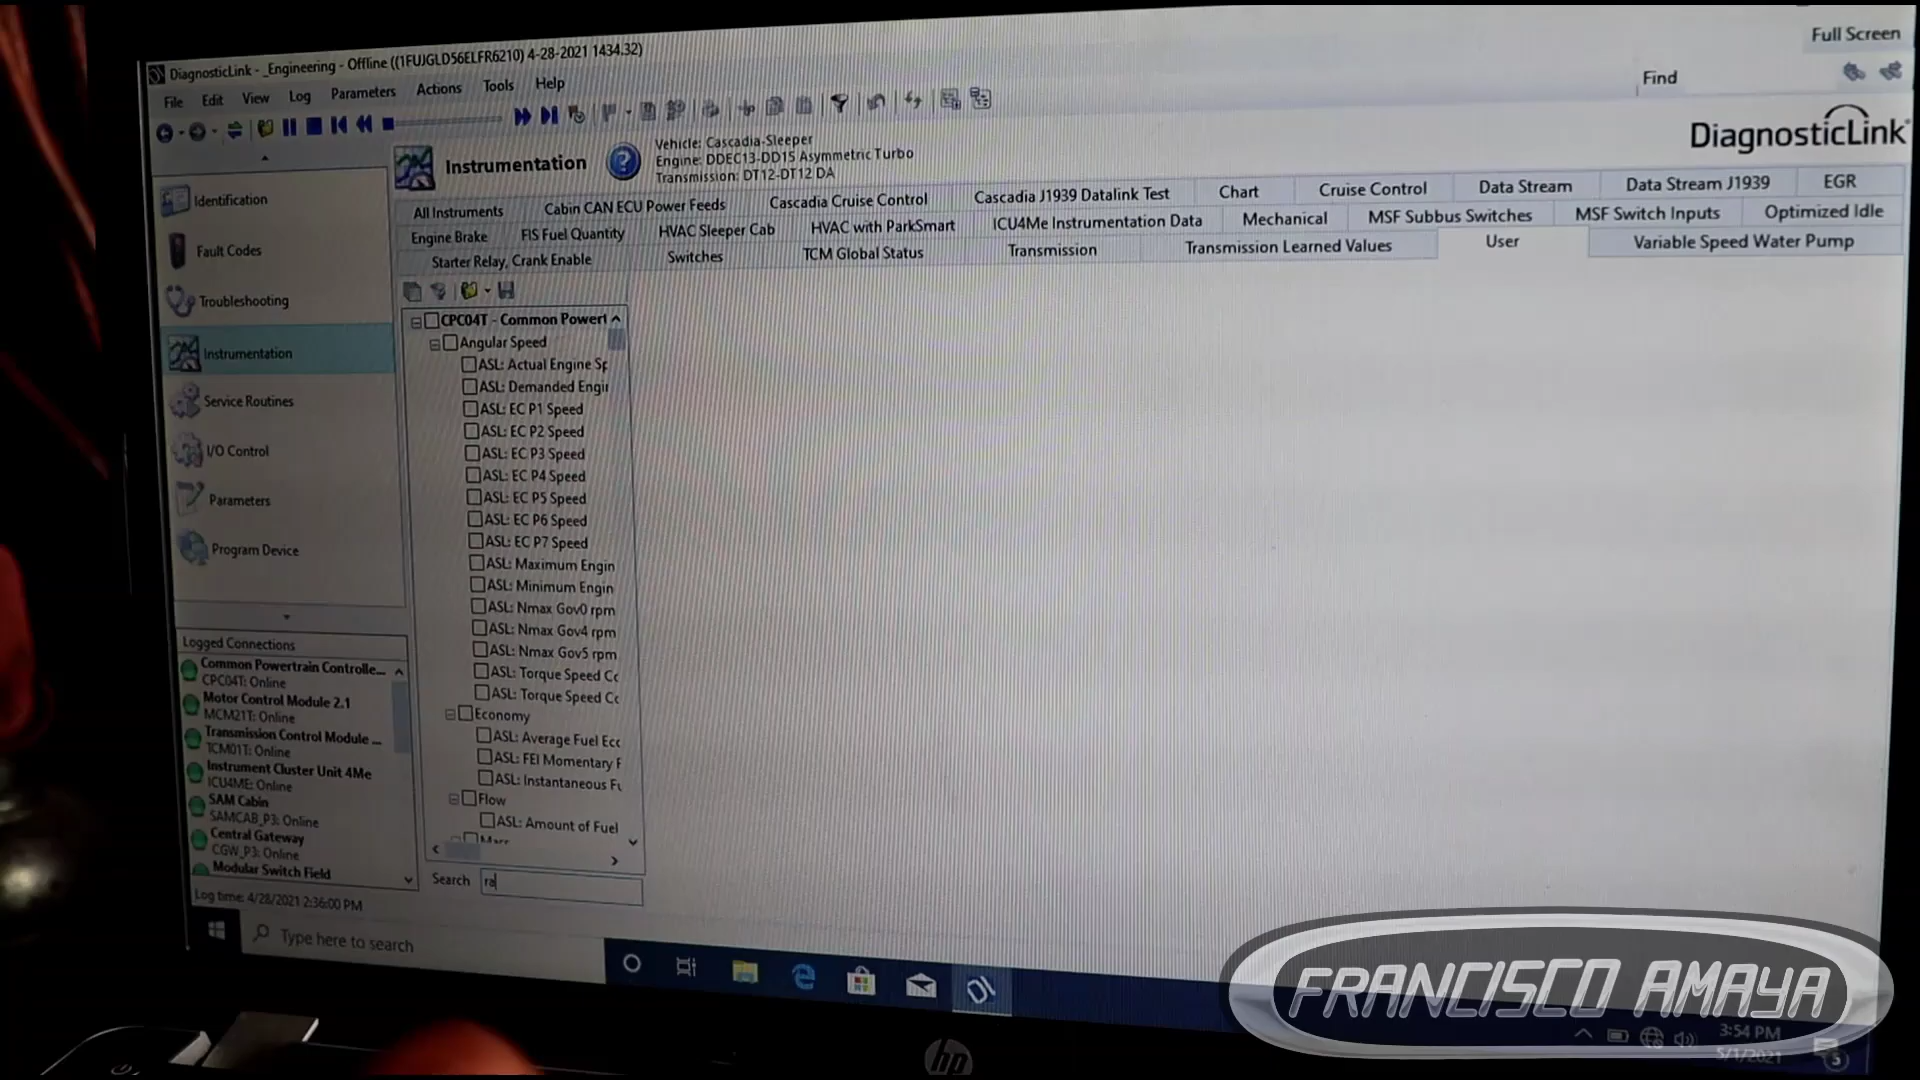 DiagnosticLink - _Engineering - Offline ((1FUJGLD56ELFR6210) 4-28-2021 1434.32)
Full Screen
File Edit View Log Parameters Actions Tools Help
Find
DiagnosticLink
Instrumentation
Vehicle: Cascadia-Sleeper
Engine: DDEC13-DD15 Asymmetric Turbo
Transmission: DT12-DT12 DA
All Instruments Cabin CAN ECU Power Feeds Cascadia Cruise Control Cascadia J1939 Datalink Test Chart Cruise Control Data Stream Data Stream J1939 EGR
Engine Brake FIS Fuel Quantity HVAC Sleeper Cab HVAC with ParkSmart ICU4Me Instrumentation Data Mechanical MSF Subbus Switches MSF Switch Inputs Optimized Idle
Starter Relay, Crank Enable Switches TCM Global Status Transmission Transmission Learned Values User Variable Speed Water Pump
Identification
Fault Codes
Troubleshooting
Instrumentation
Service Routines
I/O Control
Parameters
Program Device
Logged Connections
Common Powertrain Controlle...
CPC04T: Online
Motor Control Module 2.1
MCM21T: Online
Transmission Control Module ...
TCM01T: Online
Instrument Cluster Unit 4Me
ICU4ME: Online
SAM Cabin
SAMCAB_P3: Online
Central Gateway
CGW_P3: Online
Modular Switch Field
Log time: 4/28/2021 2:36:00 PM
CPC04T - Common Powert
Angular Speed
ASL: Actual Engine Sp
ASL: Demanded Engin
ASL: EC P1 Speed
ASL: EC P2 Speed
ASL: EC P3 Speed
ASL: EC P4 Speed
ASL: EC P5 Speed
ASL: EC P6 Speed
ASL: EC P7 Speed
ASL: Maximum Engin
ASL: Minimum Engin
ASL: Nmax Gov0 rpm
ASL: Nmax Gov4 rpm
ASL: Nmax Gov5 rpm
ASL: Torque Speed Cc
ASL: Torque Speed Cc
Economy
ASL: Average Fuel Ecc
ASL: FEI Momentary F
ASL: Instantaneous Fu
Flow
ASL: Amount of Fuel
Search ra
Type here to search
FRANCISCO AMAYA
3:54 PM
5/1/2021
5
hp